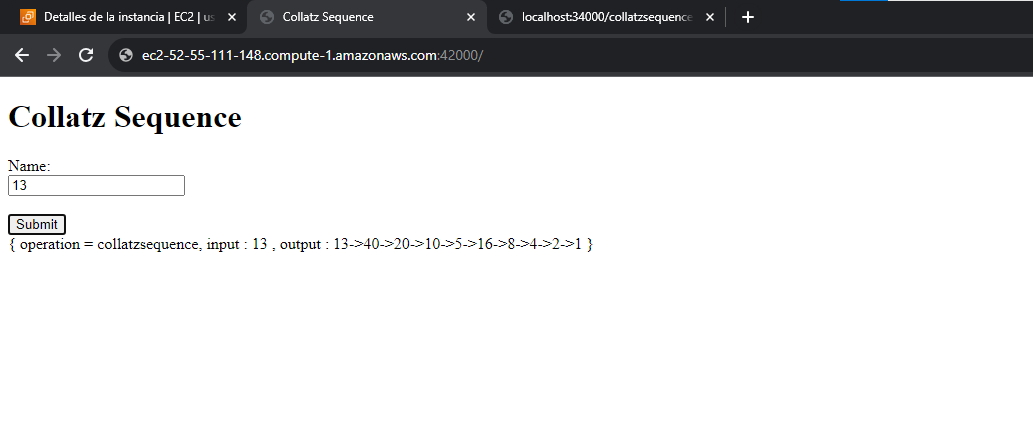 Detalles de la instancia | EC2 | us
Collatz Sequence
localhost:34000/collatzsequence
ec2-52-55-111-148.compute-1.amazonaws.com:42000/
Collatz Sequence
Name:
13
Submit
{ operation = collatzsequence, input : 13 , output : 13->40->20->10->5->16->8->4->2->1 }